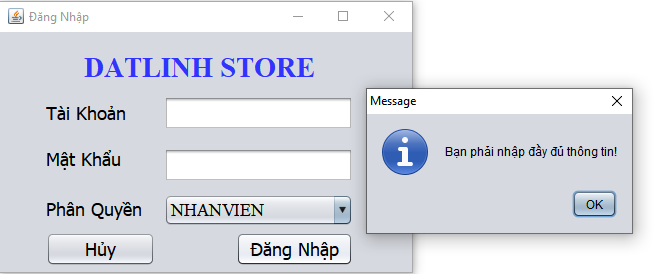 Đăng Nhập
DATLINH STORE
Tài Khoản
Mật Khẩu
Phân Quyền
NHANVIEN
Hủy
Đăng Nhập
Message
Bạn phải nhập đầy đủ thông tin!
OK